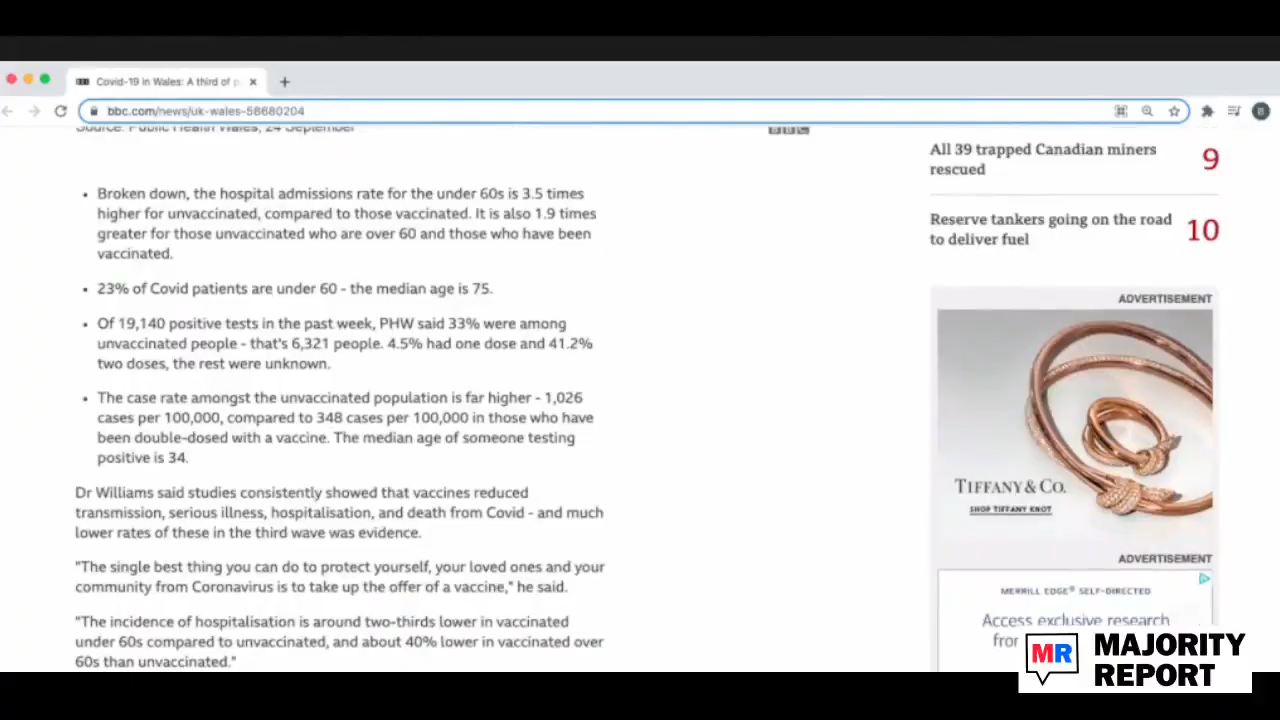 Covid-19 in Wales: A third of p
bbc.com/news/uk-wales-58680204
Source: Public Health Wales, 24 September
BBC
• Broken down, the hospital admissions rate for the under 60s is 3.5 times
higher for unvaccinated, compared to those vaccinated. It is also 1.9 times
greater for those unvaccinated who are over 60 and those who have been
vaccinated.
• 23% of Covid patients are under 60 - the median age is 75.
• Of 19,140 positive tests in the past week, PHW said 33% were among
unvaccinated people - that's 6,321 people. 4.5% had one dose and 41.2%
two doses, the rest were unknown.
• The case rate amongst the unvaccinated population is far higher - 1,026
cases per 100,000, compared to 348 cases per 100,000 in those who have
been double-dosed with a vaccine. The median age of someone testing
positive is 34.
Dr Williams said studies consistently showed that vaccines reduced
transmission, serious illness, hospitalisation, and death from Covid - and much
lower rates of these in the third wave was evidence.
"The single best thing you can do to protect yourself, your loved ones and your
community from Coronavirus is to take up the offer of a vaccine," he said.
"The incidence of hospitalisation is around two-thirds lower in vaccinated
under 60s compared to unvaccinated, and about 40% lower in vaccinated over
60s than unvaccinated."
All 39 trapped Canadian miners
rescued
9
Reserve tankers going on the road
to deliver fuel
10
ADVERTISEMENT
TIFFANY & CO.
SHOP TIFFANY KNOT
ADVERTISEMENT
MERRILL EDGE® SELF-DIRECTED
Access exclusive research
MR
MAJORITY
REPORT